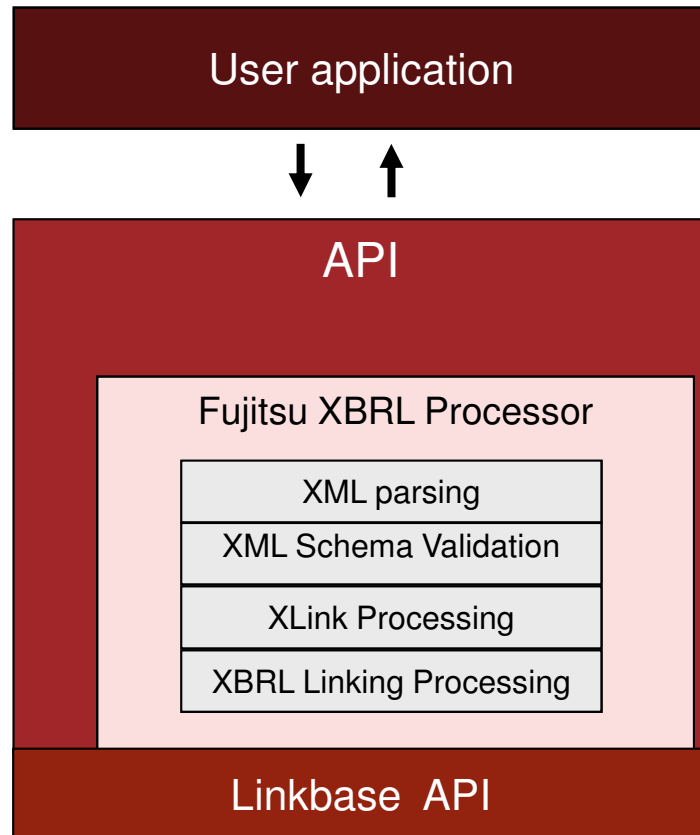 User application
API
Fujitsu XBRL Processor
XML parsing
XML Schema Validation
XLink Processing
XBRL Linking Processing
Linkbase API